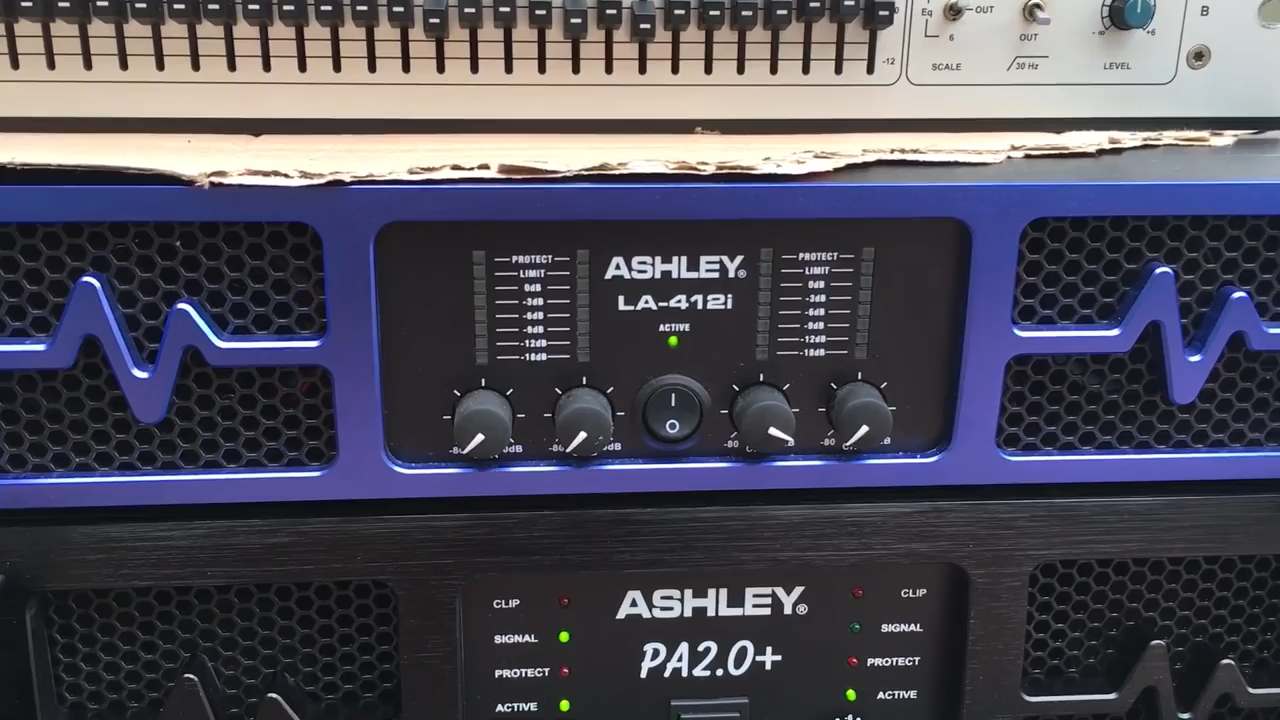 Eq
OUT
6
SCALE
OUT
30 Hz
-12
-∞
+6
LEVEL
B
PROTECT
LIMIT
0dB
-3dB
-6dB
-9dB
-12dB
-18dB
ASHLEY®
LA-412i
ACTIVE
PROTECT
LIMIT
0dB
-3dB
-6dB
-9dB
-12dB
-18dB
0dB
-80
0dB
I
O
-80
-80
CLIP
SIGNAL
PROTECT
ACTIVE
ASHLEY®
PA2.0+
CLIP
SIGNAL
PROTECT
ACTIVE